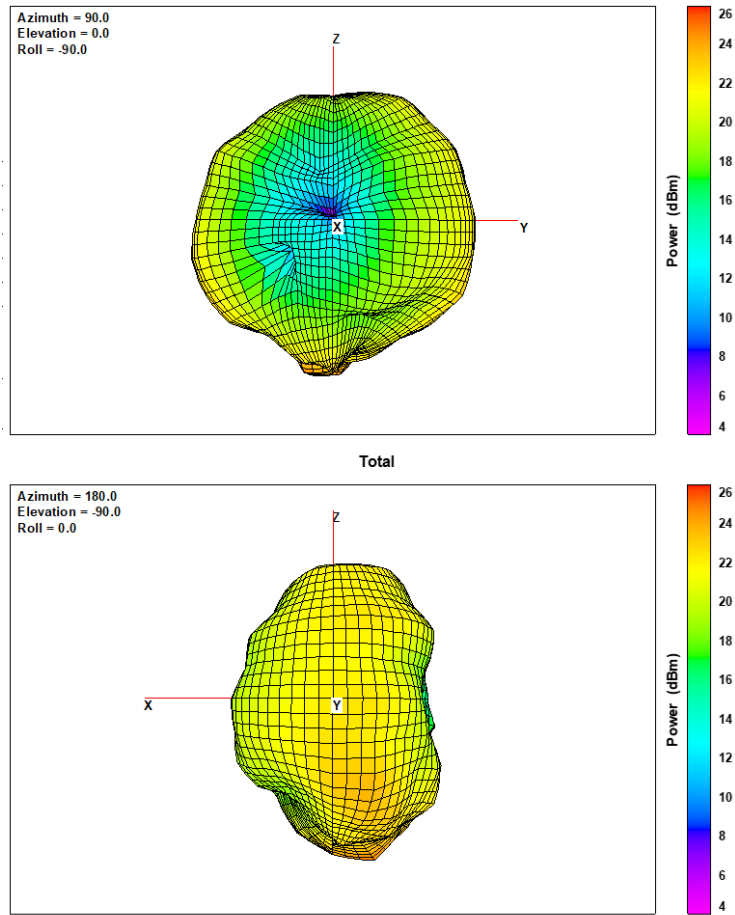 Azimuth = 90.0
Elevation = 0.0
Roll = -90.0
Z
X
Y
Power (dBm)
26
24
22
20
18
16
14
12
10
8
6
4
Total
Azimuth = 180.0
Elevation = -90.0
Roll = 0.0
Z
X
Y
Power (dBm)
26
24
22
20
18
16
14
12
10
8
6
4